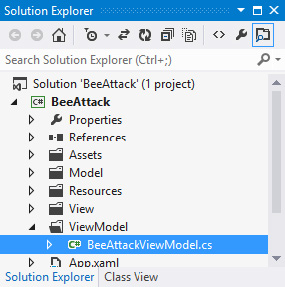 Solution Explorer
Search Solution Explorer (Ctrl+;)
Solution 'BeeAttack' (1 project)
BeeAttack
Properties
References
Assets
Model
Resources
View
ViewModel
BeeAttackViewModel.cs
App.xaml
Solution Explorer Class View